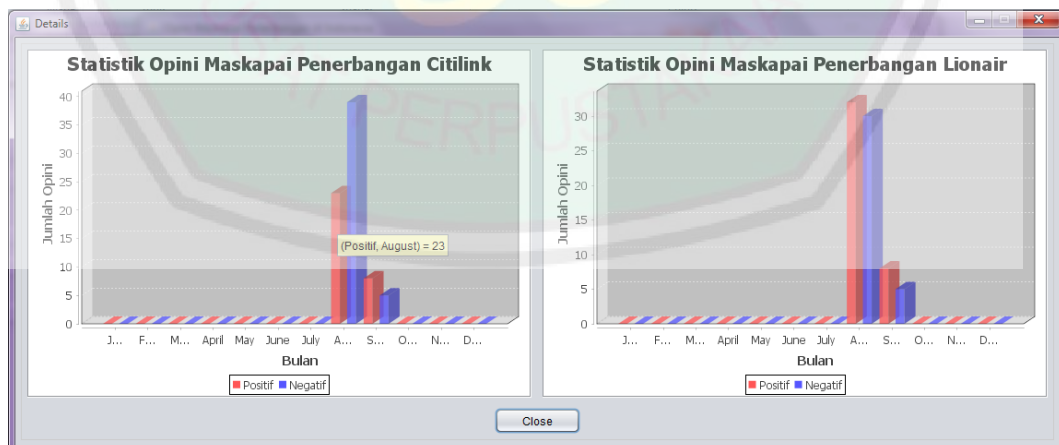 Details
Statistik Opini Maskapai Penerbangan Citilink
40
35
30
25
20
15
10
5
0
Jumlah Opini
(Positif, August) = 23
J... F... M... April May June July A... S... O... N... D...
Bulan
Positif Negatif
Statistik Opini Maskapai Penerbangan Lionair
30
25
20
15
10
5
0
Jumlah Opini
J... F... M... April May June July A... S... O... N... D...
Bulan
Positif Negatif
Close
PERPUSTAKAAN